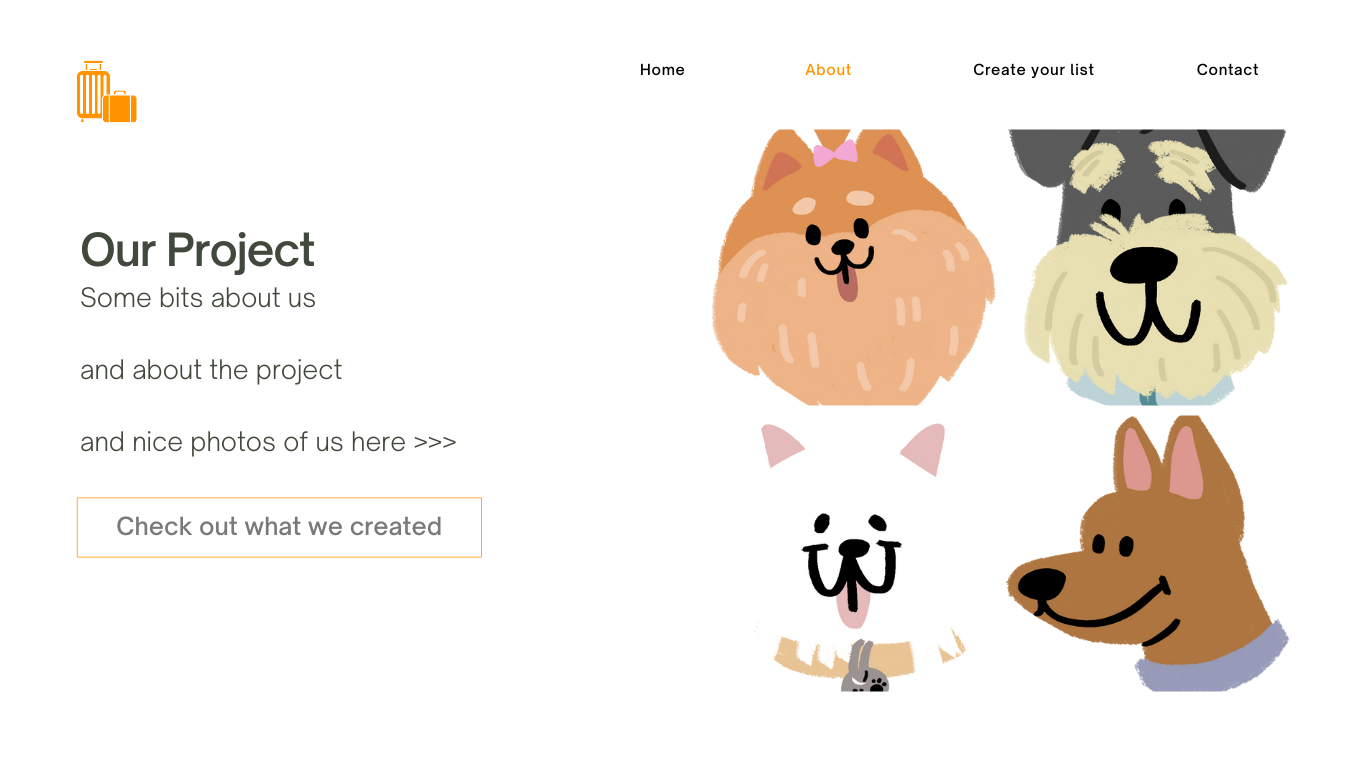 Home
About
Create your list
Contact
Our Project
Some bits about us
and about the project
and nice photos of us here >>>
Check out what we created